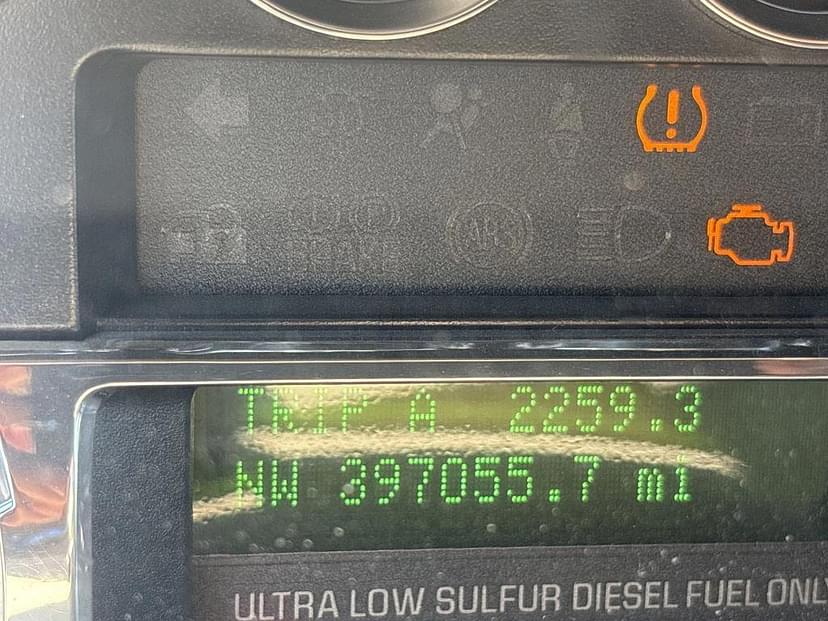 !
TRIP A 2259.3
NW 397055.7 mi
ULTRA LOW SULFUR DIESEL FUEL ONLY